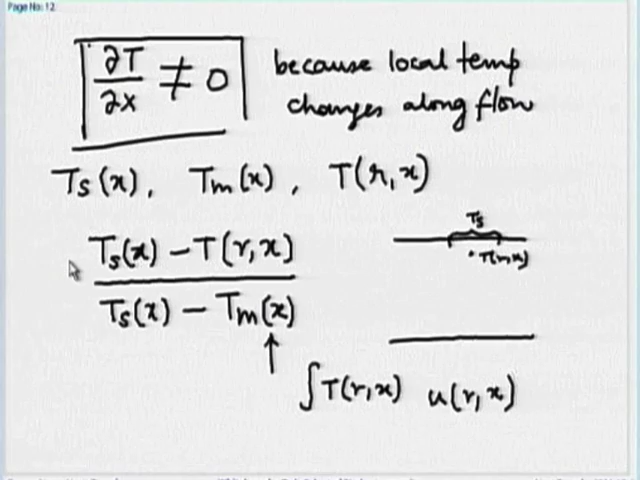 Page No: 12
∂T/∂x ≠ 0 because local temp
changes along flow
Ts(x), Tm(x), T(r,x)
Ts(x) − T(r,x)
Ts(x) − Tm(x)
Ts
T(r,x)
↑
∫T(r,x) u(r,x)